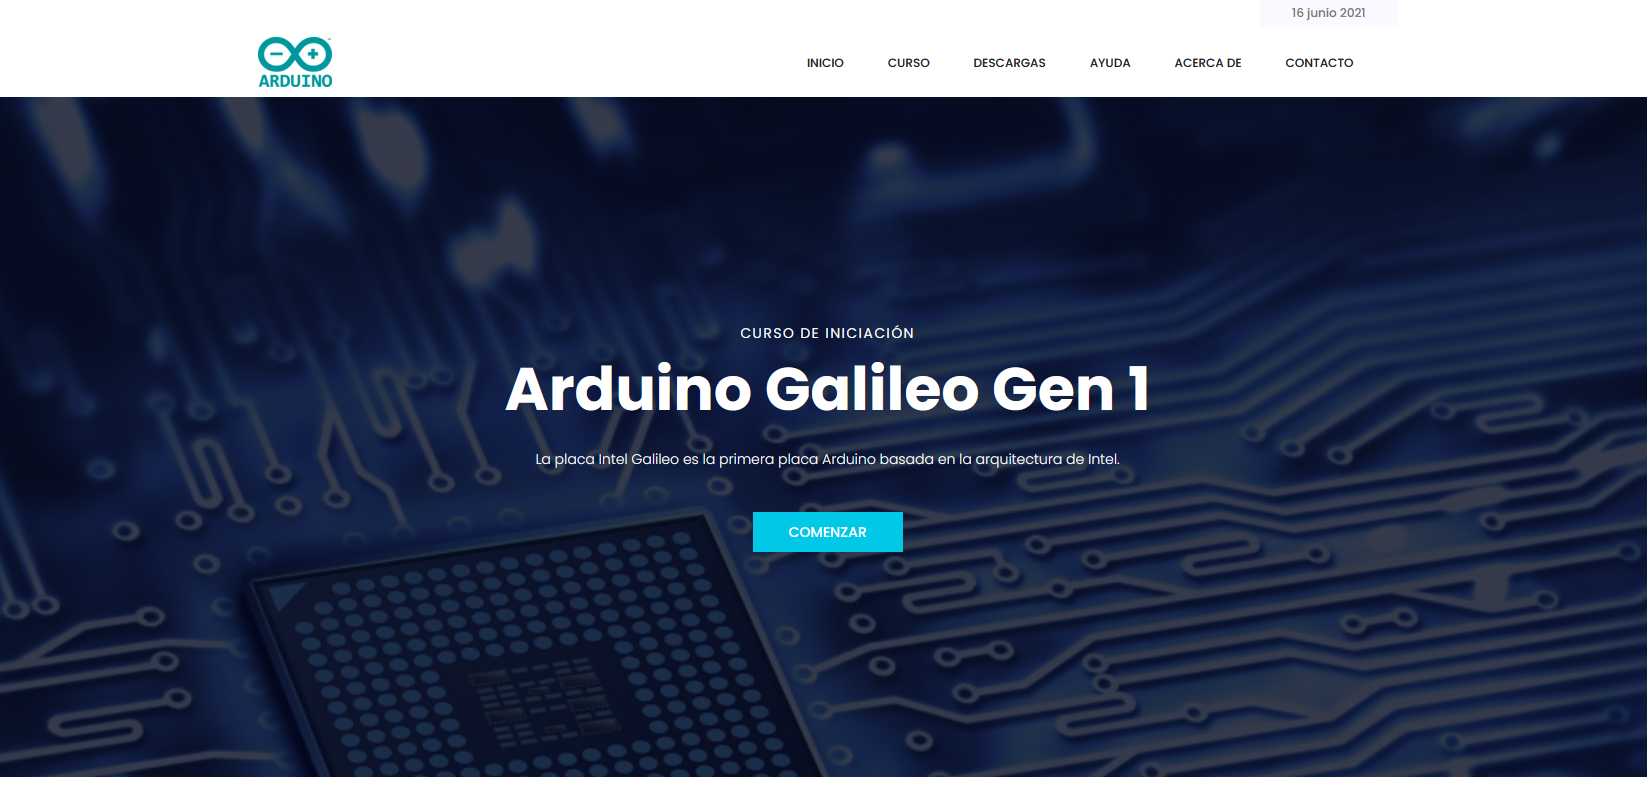 16 junio 2021
ARDUINO
INICIO CURSO DESCARGAS AYUDA ACERCA DE CONTACTO
CURSO DE INICIACIÓN
Arduino Galileo Gen 1
La placa Intel Galileo es la primera placa Arduino basada en la arquitectura de Intel.
COMENZAR